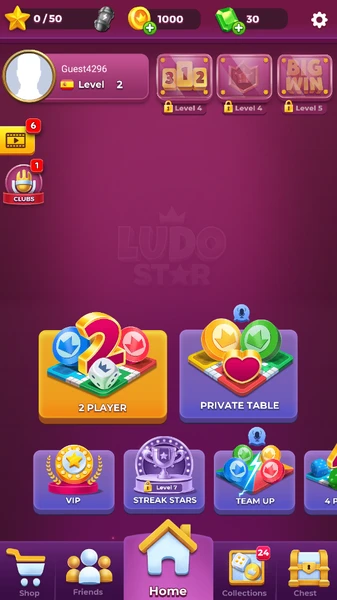 0 / 50
1000
30
Guest4296
Level 2
3 1 2
BIG
WIN
Level 4
Level 4
Level 5
6
1
CLUBS
LUDO
STAR
2
2 PLAYER
PRIVATE TABLE
Level 7
VIP
STREAK STARS
TEAM UP
4 P
24
Shop
Friends
Home
Collections
Chest